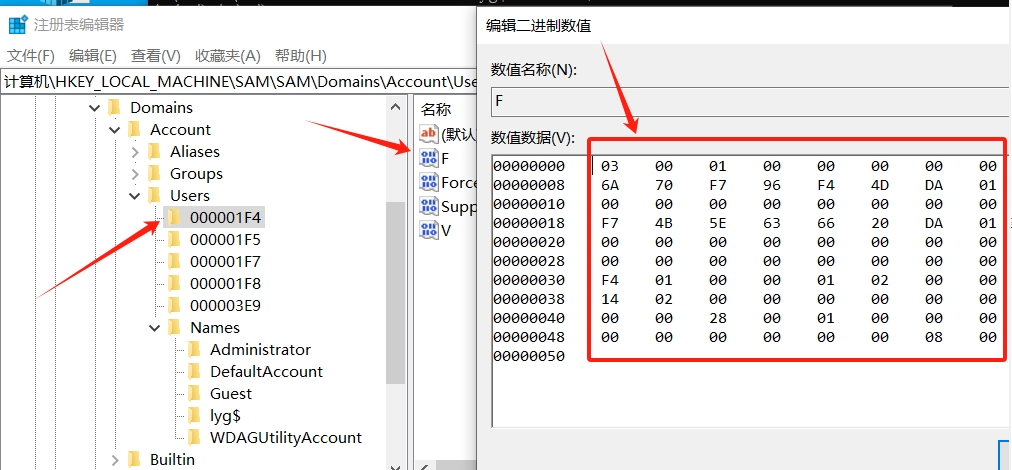 注册表编辑器
文件(F) 编辑(E) 查看(V) 收藏夹(A) 帮助(H)
计算机\HKEY_LOCAL_MACHINE\SAM\SAM\Domains\Account\Use
Domains
Account
Aliases
Groups
Users
000001F4
000001F5
000001F7
000001F8
000003E9
Names
Administrator
DefaultAccount
Guest
lyg$
WDAGUtilityAccount
Builtin
名称
(默认
F
Force
Supp
V
编辑二进制数值
数值名称(N):
F
数值数据(V):
00000000 03 00 01 00 00 00 00 00
00000008 6A 70 F7 96 F4 4D DA 01
00000010 00 00 00 00 00 00 00 00
00000018 F7 4B 5E 63 66 20 DA 01
00000020 00 00 00 00 00 00 00 00
00000028 00 00 00 00 00 00 00 00
00000030 F4 01 00 00 01 02 00 00
00000038 14 02 00 00 00 00 00 00
00000040 00 00 28 00 01 00 00 00
00000048 00 00 00 00 00 00 08 00
00000050